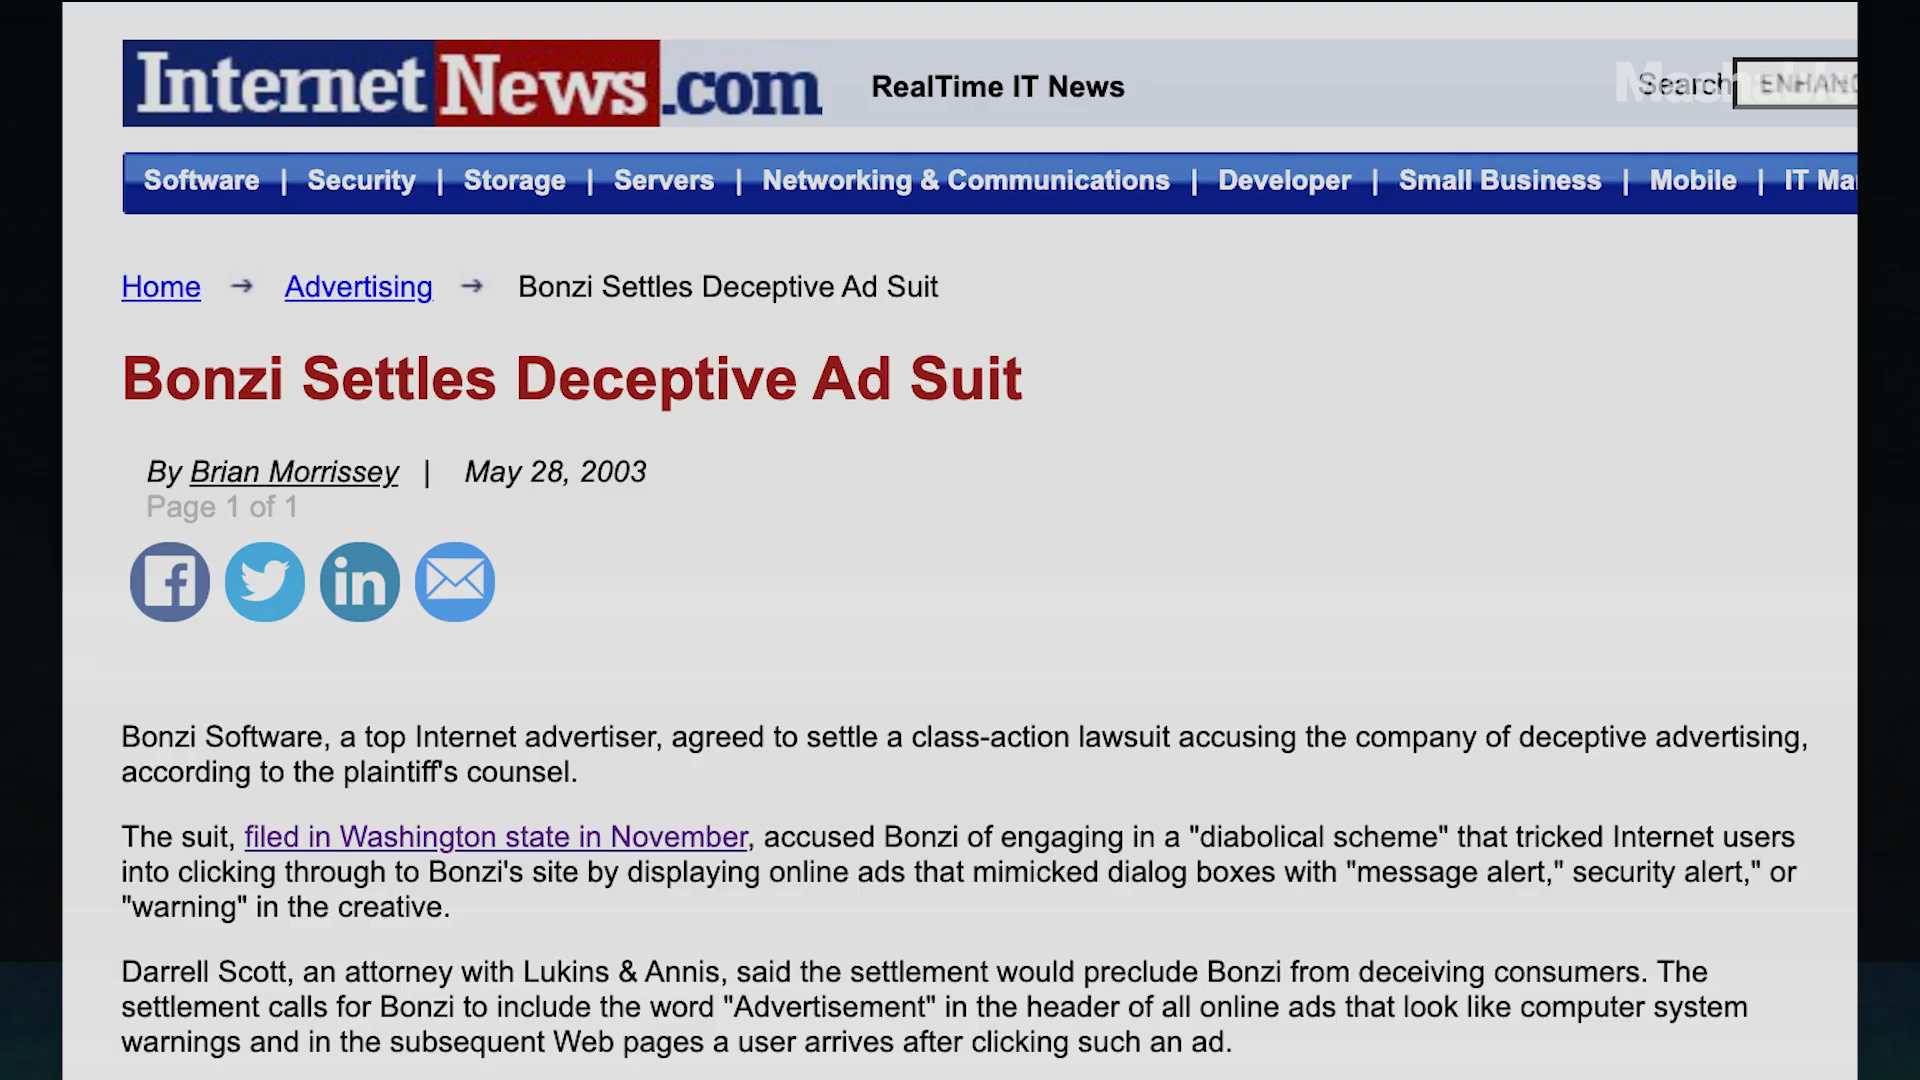 InternetNews.com RealTime IT News Search
Software | Security | Storage | Servers | Networking & Communications | Developer | Small Business | Mobile | IT
Home → Advertising → Bonzi Settles Deceptive Ad Suit
Bonzi Settles Deceptive Ad Suit
By Brian Morrissey | May 28, 2003
Page 1 of 1
in
Bonzi Software, a top Internet advertiser, agreed to settle a class-action lawsuit accusing the company of deceptive advertising,
according to the plaintiff's counsel.
The suit, filed in Washington state in November, accused Bonzi of engaging in a "diabolical scheme" that tricked Internet users
into clicking through to Bonzi's site by displaying online ads that mimicked dialog boxes with "message alert," security alert," or
"warning" in the creative.
Darrell Scott, an attorney with Lukins & Annis, said the settlement would preclude Bonzi from deceiving consumers. The
settlement calls for Bonzi to include the word "Advertisement" in the header of all online ads that look like computer system
warnings and in the subsequent Web pages a user arrives after clicking such an ad.